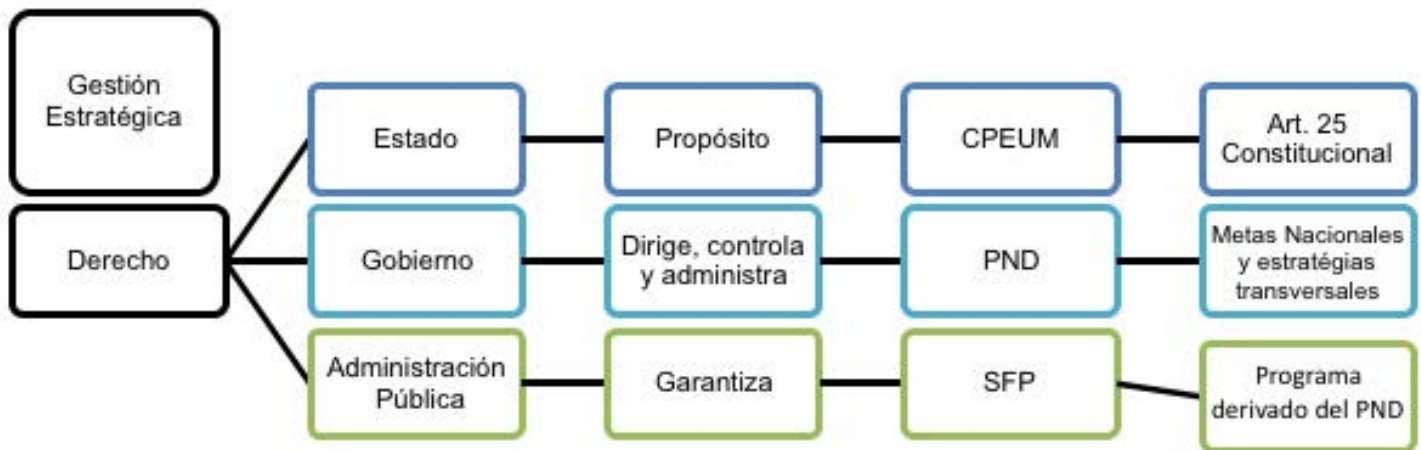 Gestión
Estratégica
Estado
Propósito
CPEUM
Art. 25
Constitucional
Derecho
Gobierno
Dirige, controla
y administra
PND
Metas Nacionales
y estratégias
transversales
Administración
Pública
Garantiza
SFP
Programa
derivado del PND